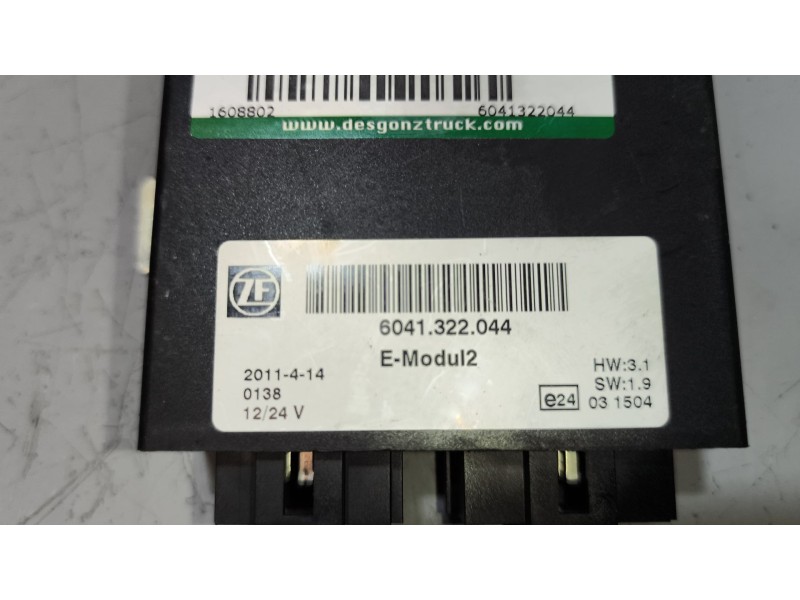 1608802 6041322044
www.desgonztruck.com
ZF
6041.322.044
E-Modul2
2011-4-14 HW:3.1
0138 SW:1.9
12/24 V e24 03 1504